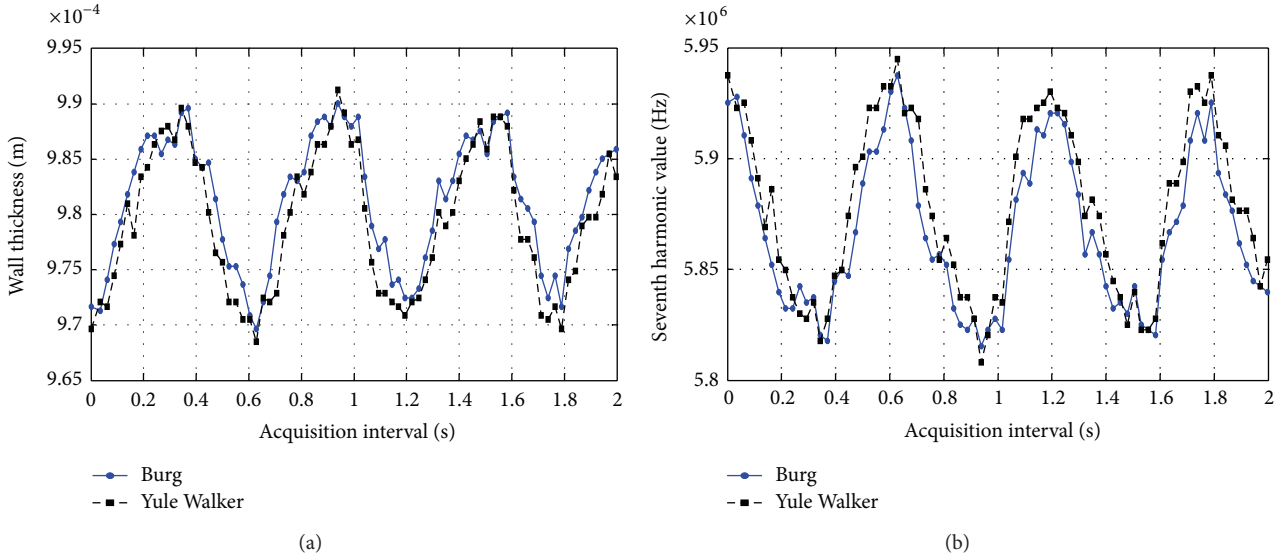 ×10⁻⁴
9.95
9.9
9.85
9.8
9.75
9.7
9.65
Wall thickness (m)
0 0.2 0.4 0.6 0.8 1 1.2 1.4 1.6 1.8 2
Acquisition interval (s)
Burg
Yule Walker
(a)
×10⁶
5.95
5.9
5.85
5.8
Seventh harmonic value (Hz)
0 0.2 0.4 0.6 0.8 1 1.2 1.4 1.6 1.8 2
Acquisition interval (s)
Burg
Yule Walker
(b)